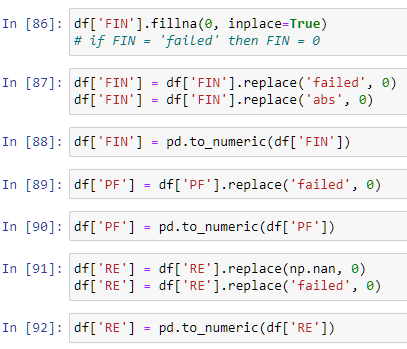 In [86]: df['FIN'].fillna(0, inplace=True)
# if FIN = 'failed' then FIN = 0
In [87]: df['FIN'] = df['FIN'].replace('failed', 0)
df['FIN'] = df['FIN'].replace('abs', 0)
In [88]: df['FIN'] = pd.to_numeric(df['FIN'])
In [89]: df['PF'] = df['PF'].replace('failed', 0)
In [90]: df['PF'] = pd.to_numeric(df['PF'])
In [91]: df['RE'] = df['RE'].replace(np.nan, 0)
df['RE'] = df['RE'].replace('failed', 0)
In [92]: df['RE'] = pd.to_numeric(df['RE'])